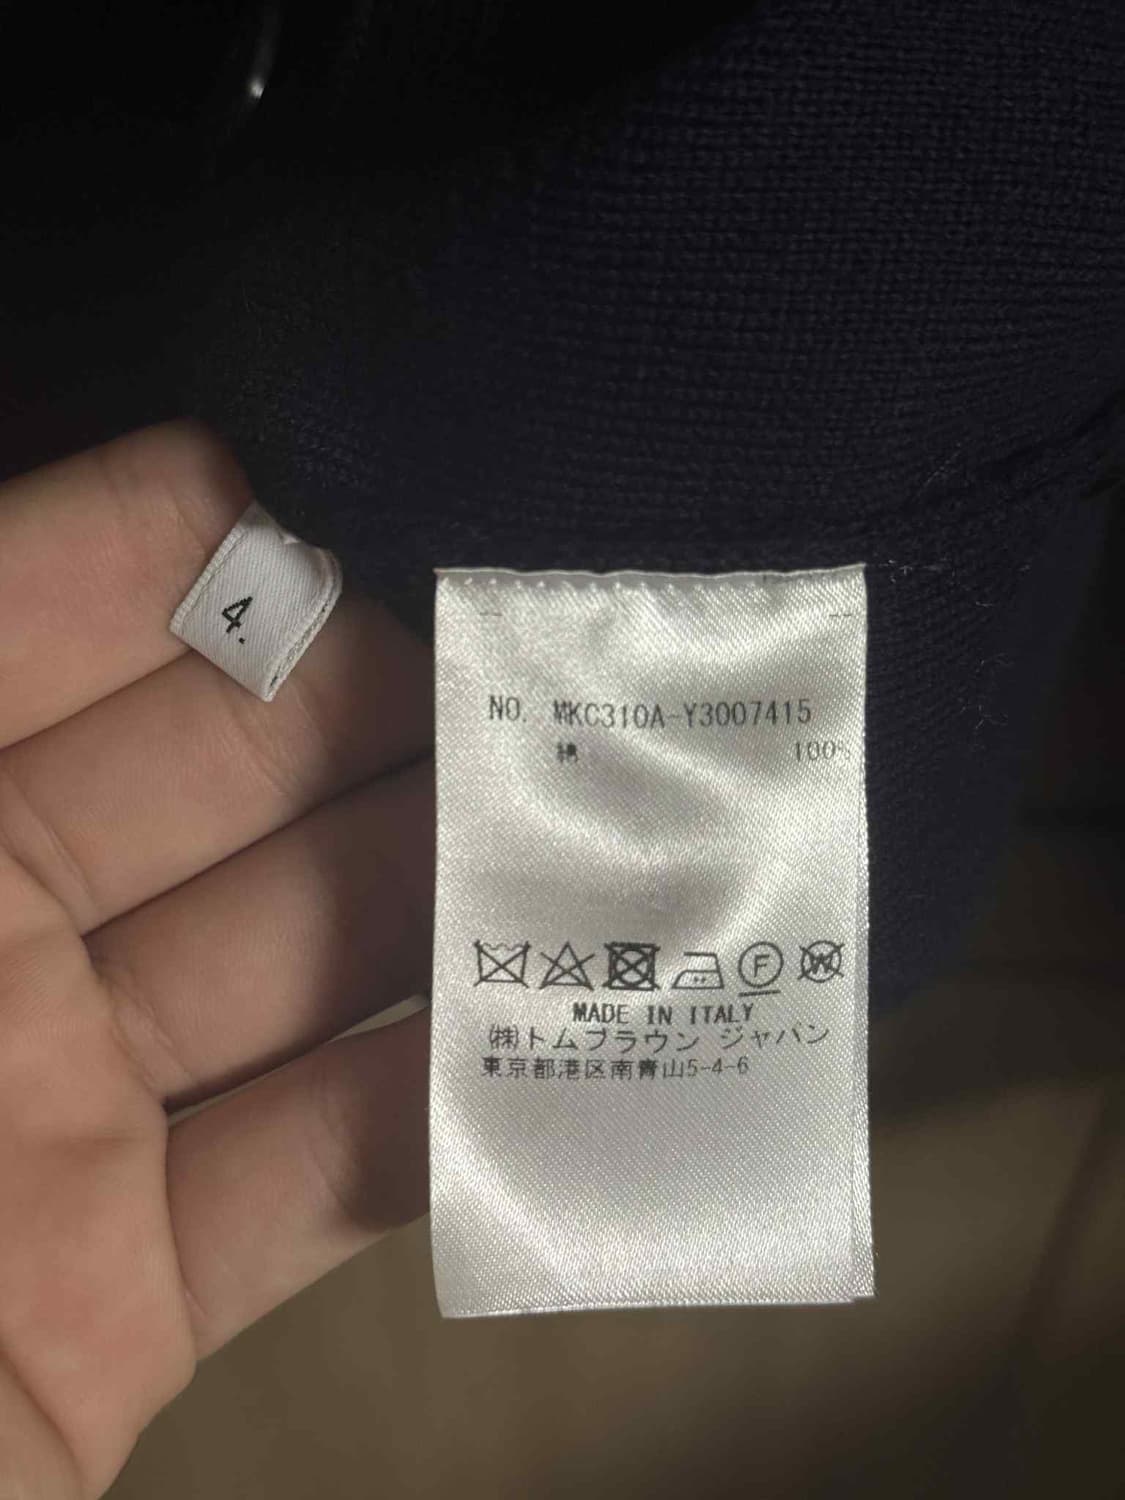 4.
NO. MKC310A-Y3007415
綿 100%
F W
MADE IN ITALY
(株)トムブラウン ジャパン
東京都港区南青山5-4-6